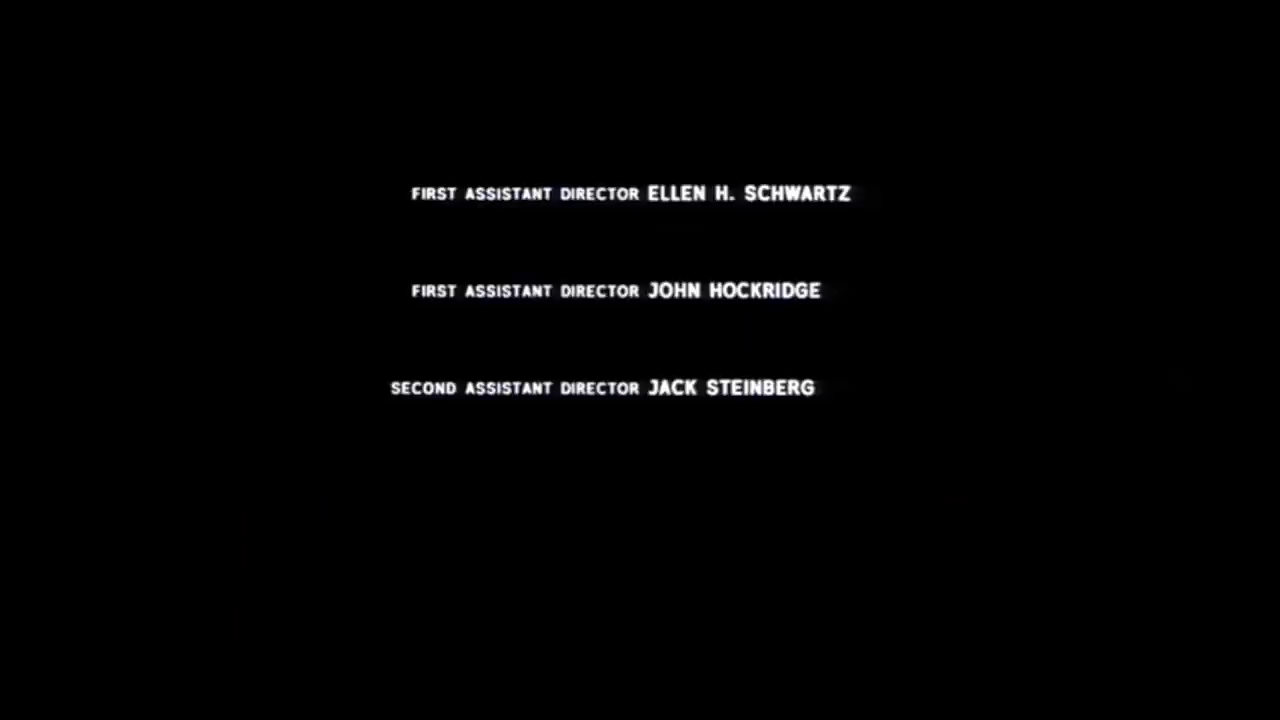 FIRST ASSISTANT DIRECTOR ELLEN H. SCHWARTZ
FIRST ASSISTANT DIRECTOR JOHN HOCKRIDGE
SECOND ASSISTANT DIRECTOR JACK STEINBERG